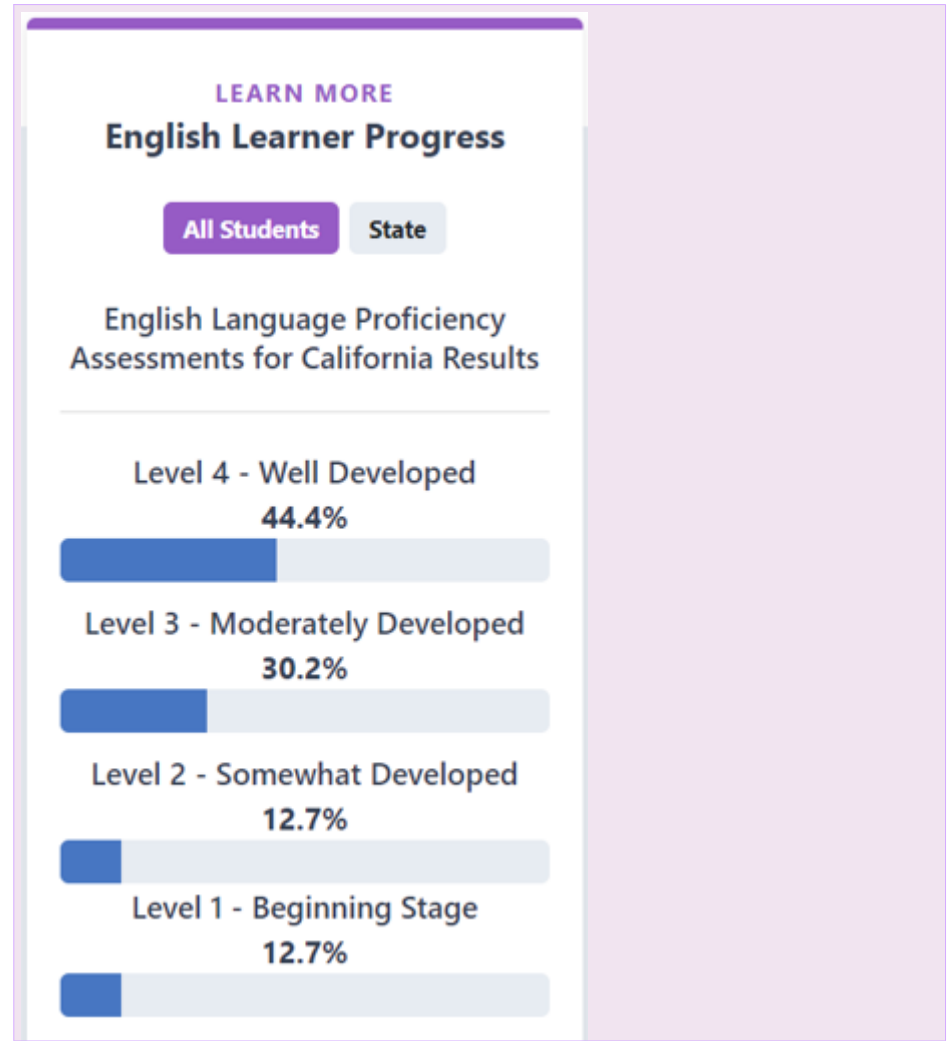 LEARN MORE
English Learner Progress
All Students State
English Language Proficiency
Assessments for California Results
Level 4 - Well Developed
44.4%
Level 3 - Moderately Developed
30.2%
Level 2 - Somewhat Developed
12.7%
Level 1 - Beginning Stage
12.7%